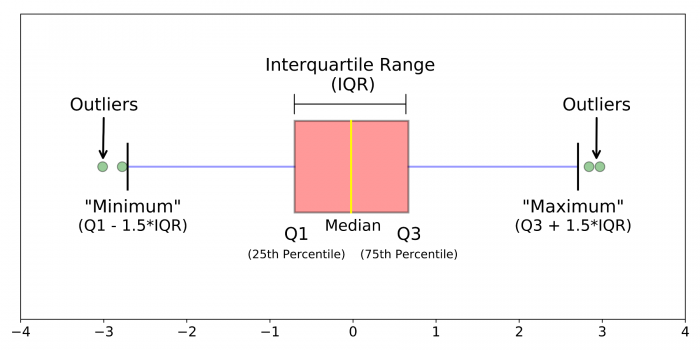 Interquartile Range
(IQR)
Outliers
Outliers
"Minimum"
(Q1 - 1.5*IQR)
"Maximum"
(Q3 + 1.5*IQR)
Median
Q1
Q3
(25th Percentile)
(75th Percentile)
−4 −3 −2 −1 0 1 2 3 4